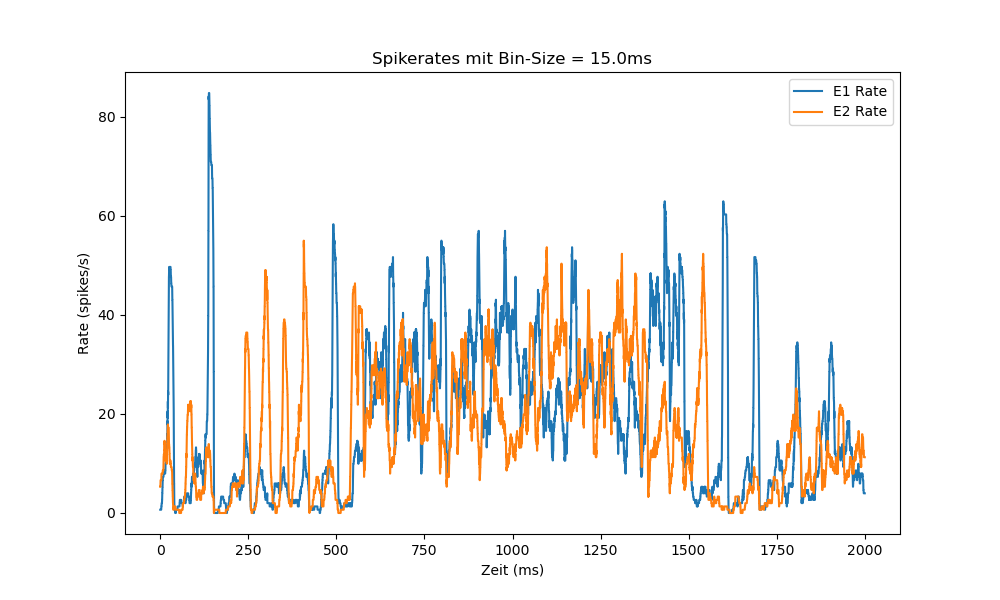 Spikerates mit Bin-Size = 15.0ms
E1 Rate
E2 Rate
80
60
40
20
0
Rate (spikes/s)
0 250 500 750 1000 1250 1500 1750 2000
Zeit (ms)